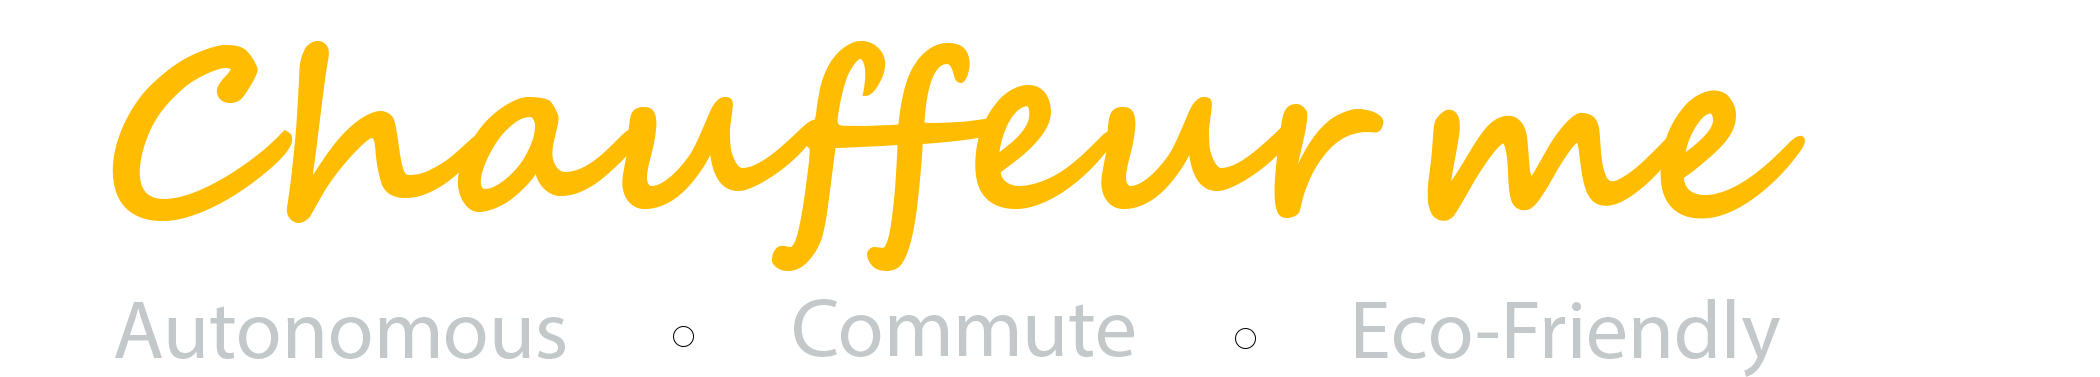 Chauffeur me
Autonomous ○ Commute ○ Eco-Friendly